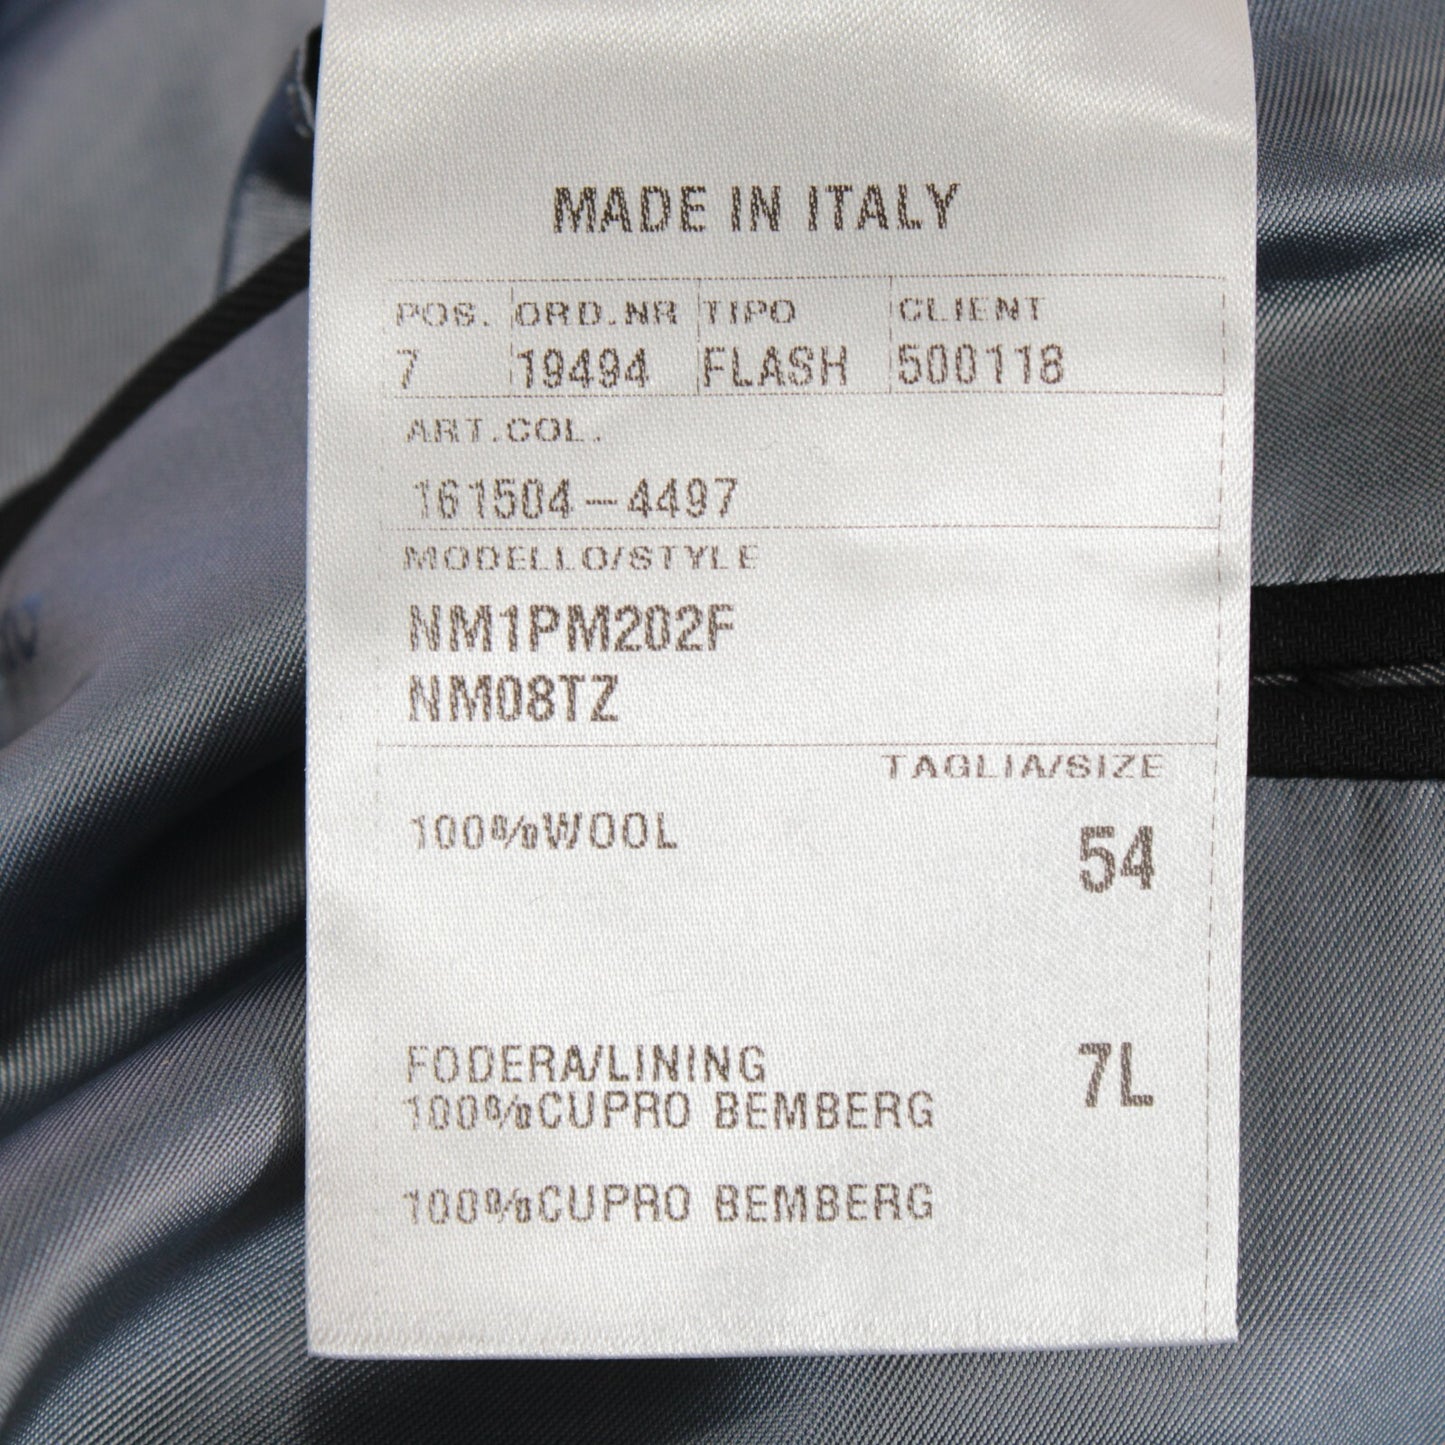 MADE IN ITALY
POS. ORD.NR TIPO CLIENT
7 19494 FLASH 500118
ART.COL.
161504-4497
MODELLO/STYLE
NM1PM202F
NM08TZ
TAGLIA/SIZE
100%WOOL 54
FODERA/LINING 7L
100%CUPRO BEMBERG
100%CUPRO BEMBERG